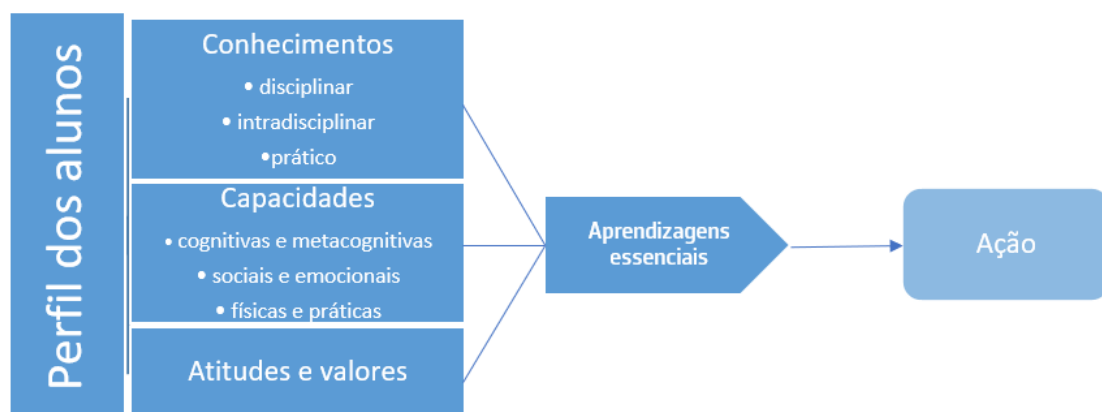 Perfil dos alunos
Conhecimentos
• disciplinar
• intradisciplinar
•prático
Capacidades
• cognitivas e metacognitivas
• sociais e emocionais
• físicas e práticas
Atitudes e valores
Aprendizagens
essenciais
Ação